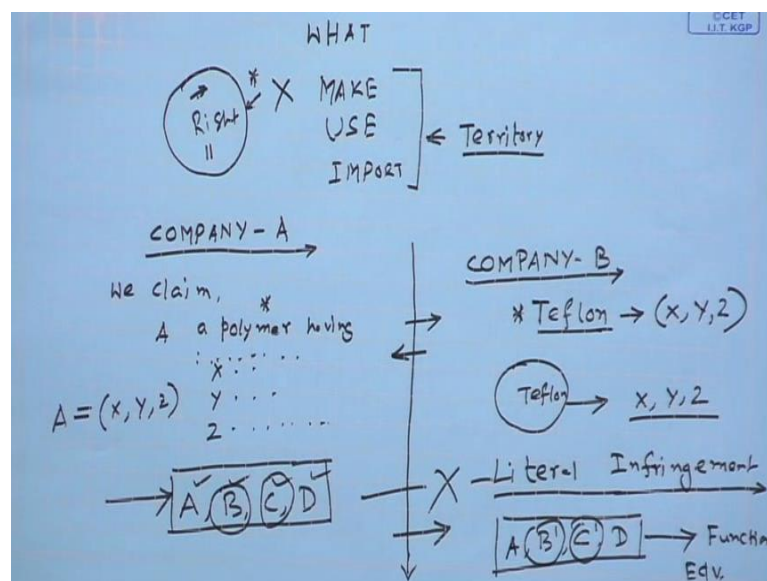 ©CET
I.I.T. KGP
WHAT
* X MAKE
Right
USE
IMPORT
← Territory
COMPANY - A
We claim,
*
A a polymer having
X . .
Y . . .
Z . . . . . . .
A = (X, Y, Z)
A, B, C, D
COMPANY - B
* Teflon → (X, Y, Z)
Teflon → X, Y, Z
X - Literal Infringement
A, B' C' D → Functio
Eqv.